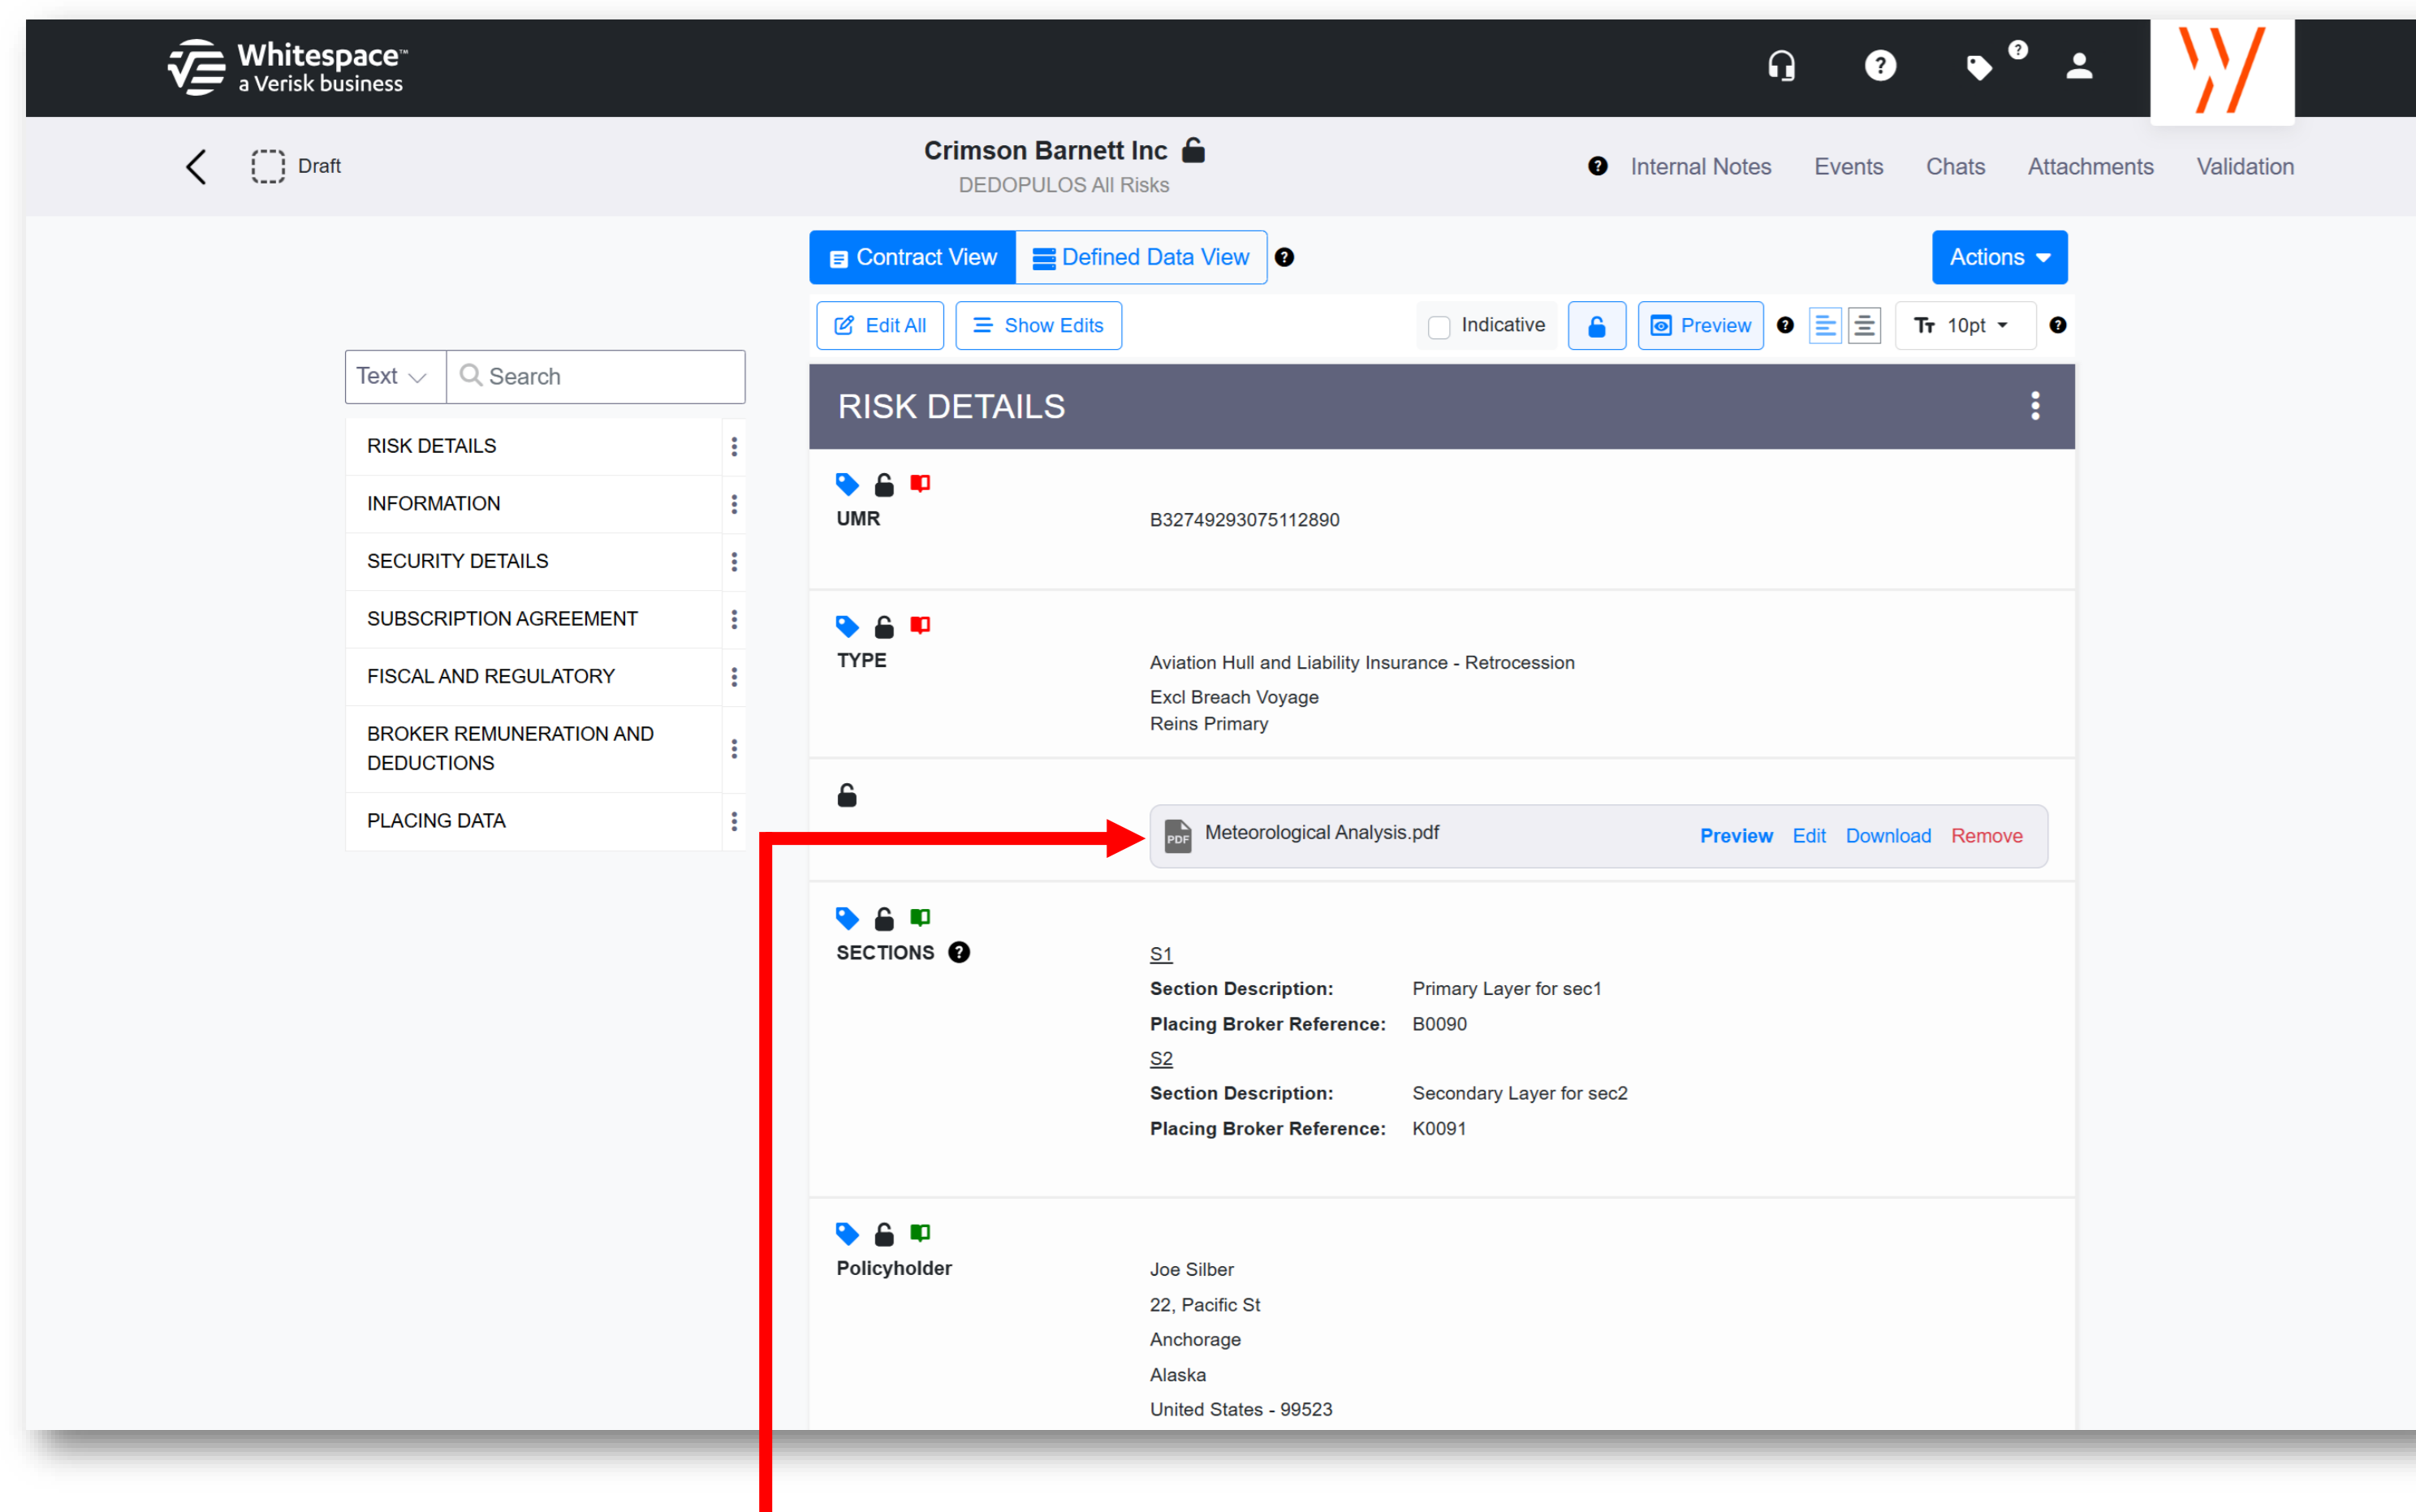 Whitespace™
a Verisk business
Draft
Crimson Barnett Inc
DEDOPULOS All Risks
Internal Notes Events Chats Attachments Validation
Contract View Defined Data View
Actions
Edit All Show Edits Indicative Preview Tт 10pt
Text Search
RISK DETAILS
INFORMATION
SECURITY DETAILS
SUBSCRIPTION AGREEMENT
FISCAL AND REGULATORY
BROKER REMUNERATION AND
DEDUCTIONS
PLACING DATA
RISK DETAILS
UMR B32749293075112890
TYPE Aviation Hull and Liability Insurance - Retrocession
Excl Breach Voyage
Reins Primary
PDF Meteorological Analysis.pdf Preview Edit Download Remove
SECTIONS S1
Section Description: Primary Layer for sec1
Placing Broker Reference: B0090
S2
Section Description: Secondary Layer for sec2
Placing Broker Reference: K0091
Policyholder Joe Silber
22, Pacific St
Anchorage
Alaska
United States - 99523